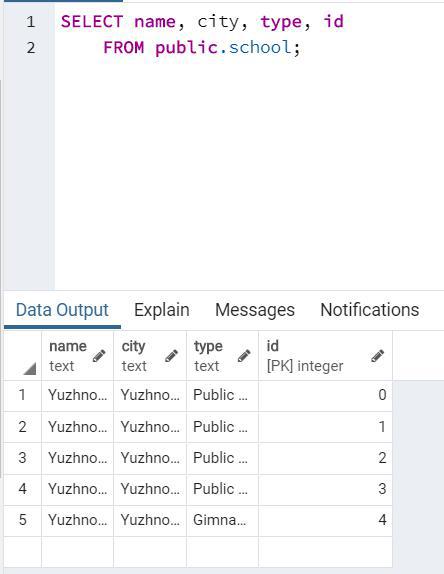 1 SELECT name, city, type, id
2 FROM public.school;
Data Output Explain Messages Notifications
name city type id
text text text [PK] integer
1 Yuzhno... Yuzhno... Public ... 0
2 Yuzhno... Yuzhno... Public ... 1
3 Yuzhno... Yuzhno... Public ... 2
4 Yuzhno... Yuzhno... Public ... 3
5 Yuzhno... Yuzhno... Gimna... 4